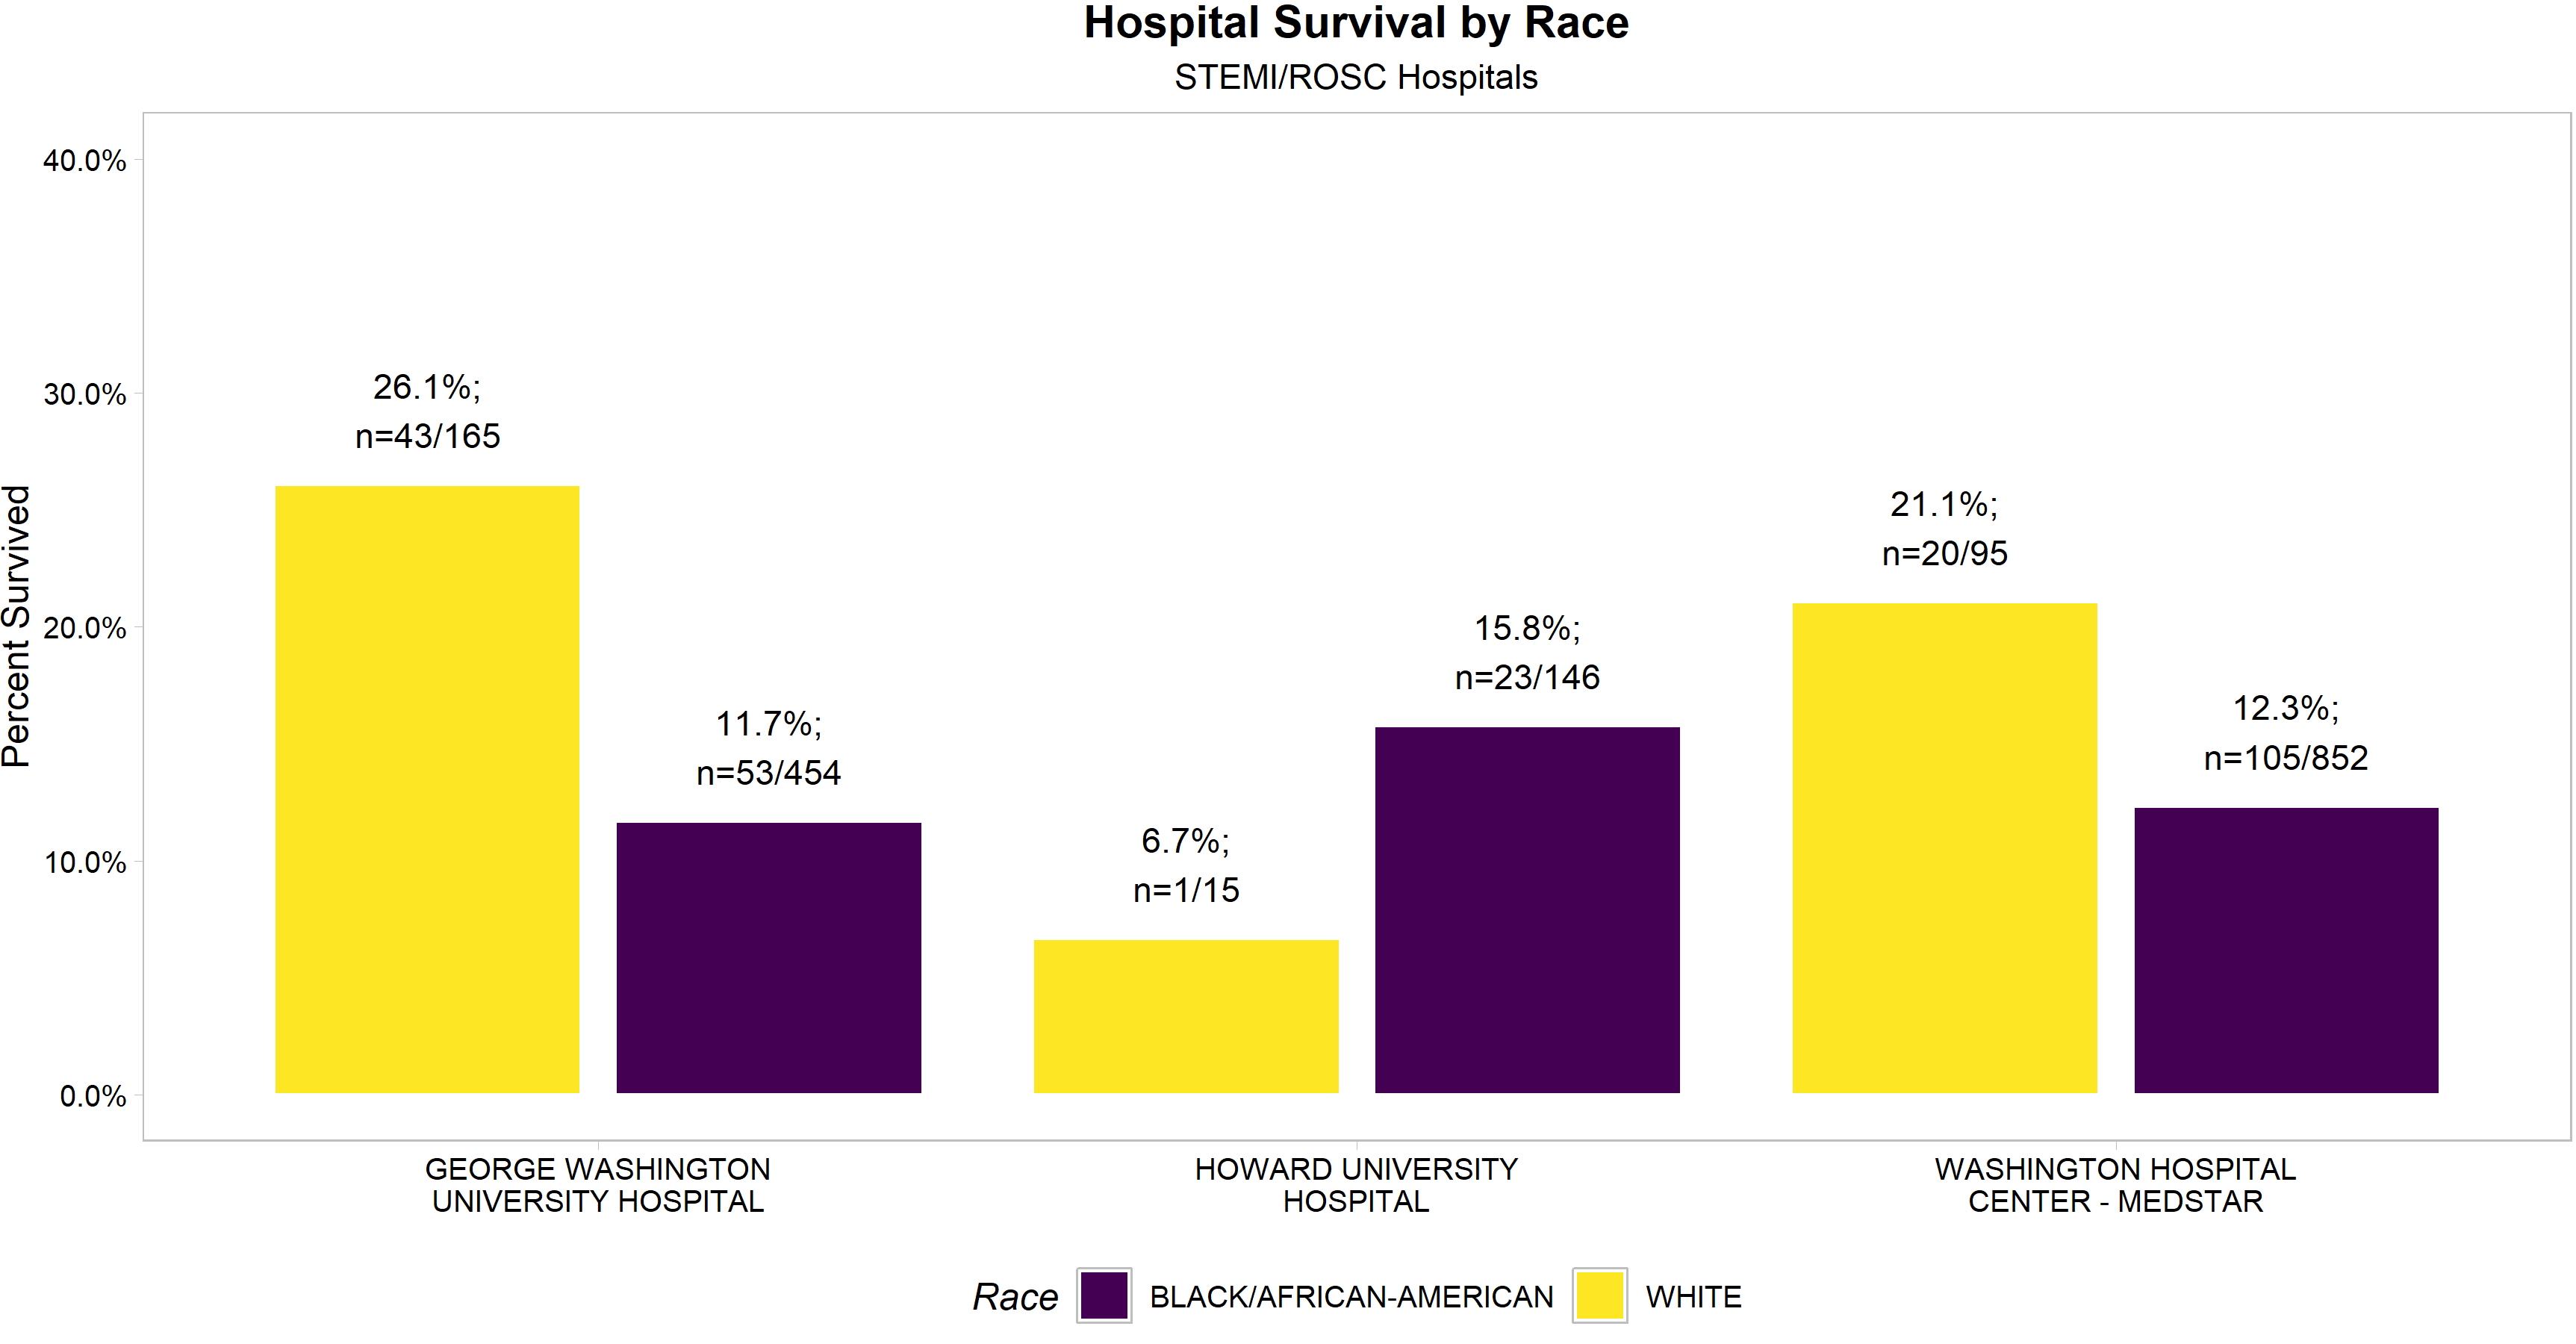 Hospital Survival by Race
STEMI/ROSC Hospitals
Percent Survived
40.0%
30.0%
20.0%
10.0%
0.0%
26.1%;
n=43/165
11.7%;
n=53/454
6.7%;
n=1/15
15.8%;
n=23/146
21.1%;
n=20/95
12.3%;
n=105/852
GEORGE WASHINGTON
UNIVERSITY HOSPITAL
HOWARD UNIVERSITY
HOSPITAL
WASHINGTON HOSPITAL
CENTER - MEDSTAR
Race BLACK/AFRICAN-AMERICAN WHITE